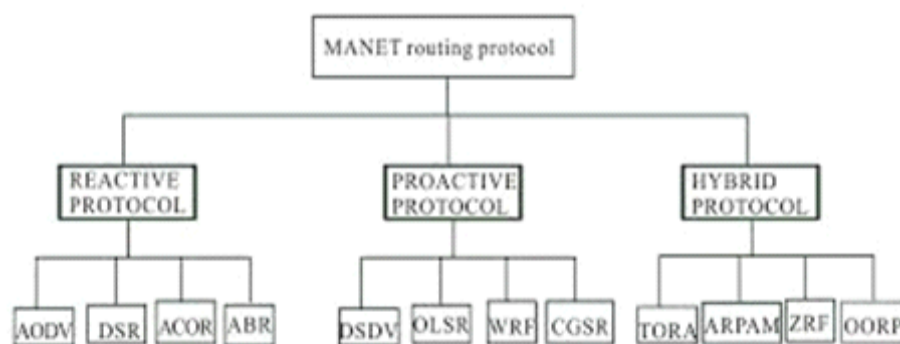 MANET routing protocol
REACTIVE
PROTOCOL
PROACTIVE
PROTOCOL
HYBRID
PROTOCOL
AODV
DSR
ACOR
ABR
DSDV
OLSR
WRF
CGSR
TORA
ARPAM
ZRF
OORP